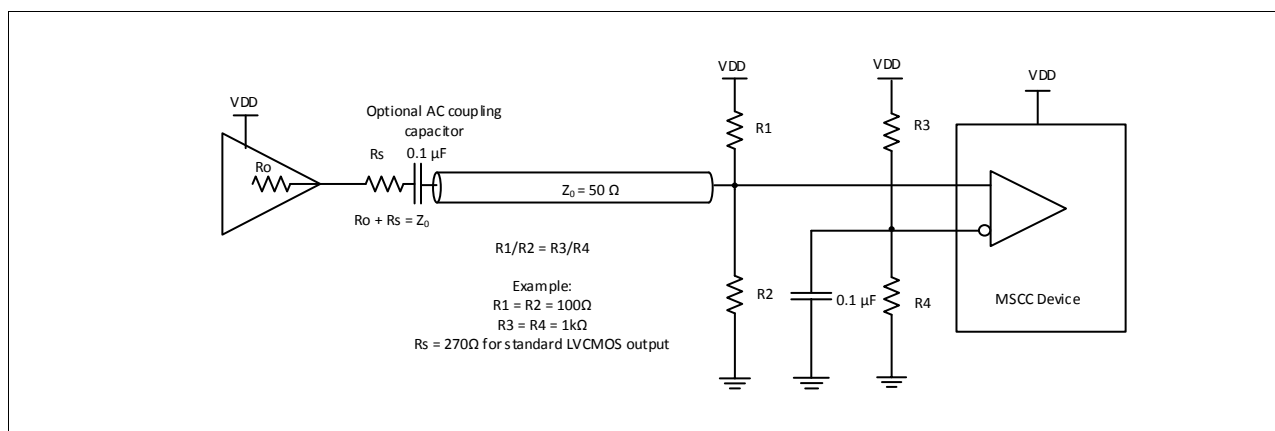 VDD
Ro
Optional AC coupling
capacitor
Rs
0.1 µF
Ro + Rs = Z0
Z0 = 50 Ω
R1/R2 = R3/R4
Example:
R1 = R2 = 100Ω
R3 = R4 = 1kΩ
Rs = 270Ω for standard LVCMOS output
VDD
R1
R2
VDD
R3
0.1 µF
R4
VDD
MSCC Device